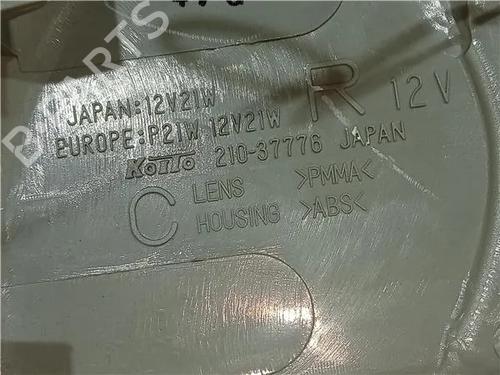 JAPAN:12V21W
EUROPE:P21W 12V21W
R 12V
KOITO 210-37776 JAPAN
C LENS >PMMA<
HOUSING >ABS<